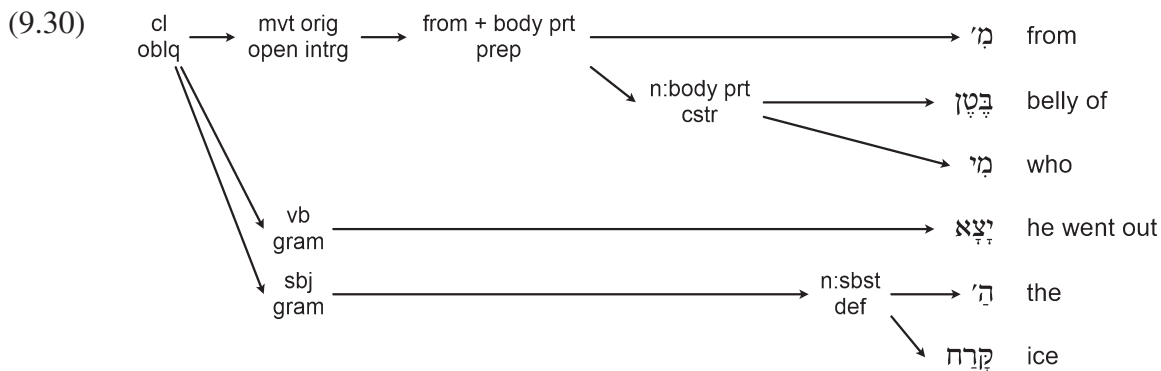 (9.30) cl mvt orig from + body prt מִ׳ from
oblq open intrg prep
n:body prt בֶּטֶן belly of
cstr
מִי who
vb יָצָא he went out
gram
sbj n:sbst הַ׳ the
gram def
קָּרַח ice